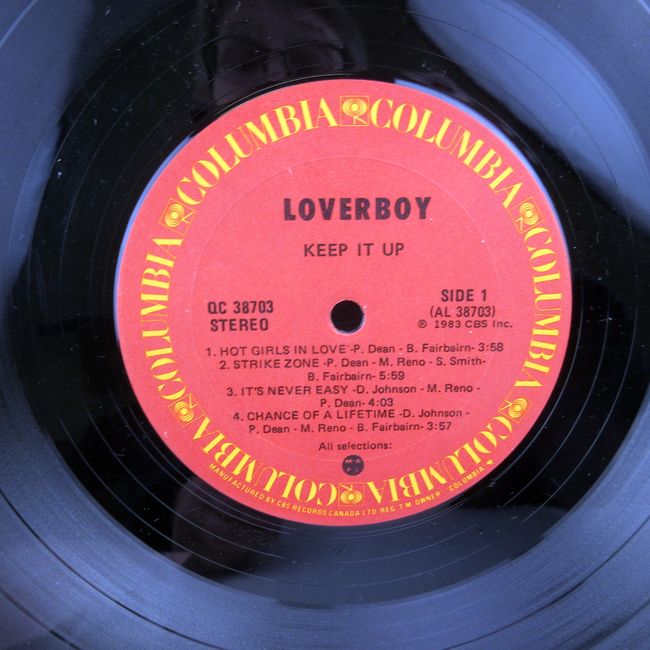 COLUMBIA COLUMBIA COLUMBIA COLUMBIA COLUMBIA COLUMBIA COLUMBIA
LOVERBOY
KEEP IT UP
QC 38703
STEREO
SIDE 1
(AL 38703)
℗ 1983 CBS Inc.
1. HOT GIRLS IN LOVE -P. Dean - B. Fairbairn- 3:58
2. STRIKE ZONE -P. Dean - M. Reno - S. Smith-
B. Fairbairn- 5:59
3. IT'S NEVER EASY -D. Johnson - M. Reno -
P. Dean- 4:03
4. CHANCE OF A LIFETIME -D. Johnson -
P. Dean - M. Reno - B. Fairbairn - 3:57
All selections:
MANUFACTURED BY CBS RECORDS CANADA LTD REG TM OWNER - COLUMBIA -